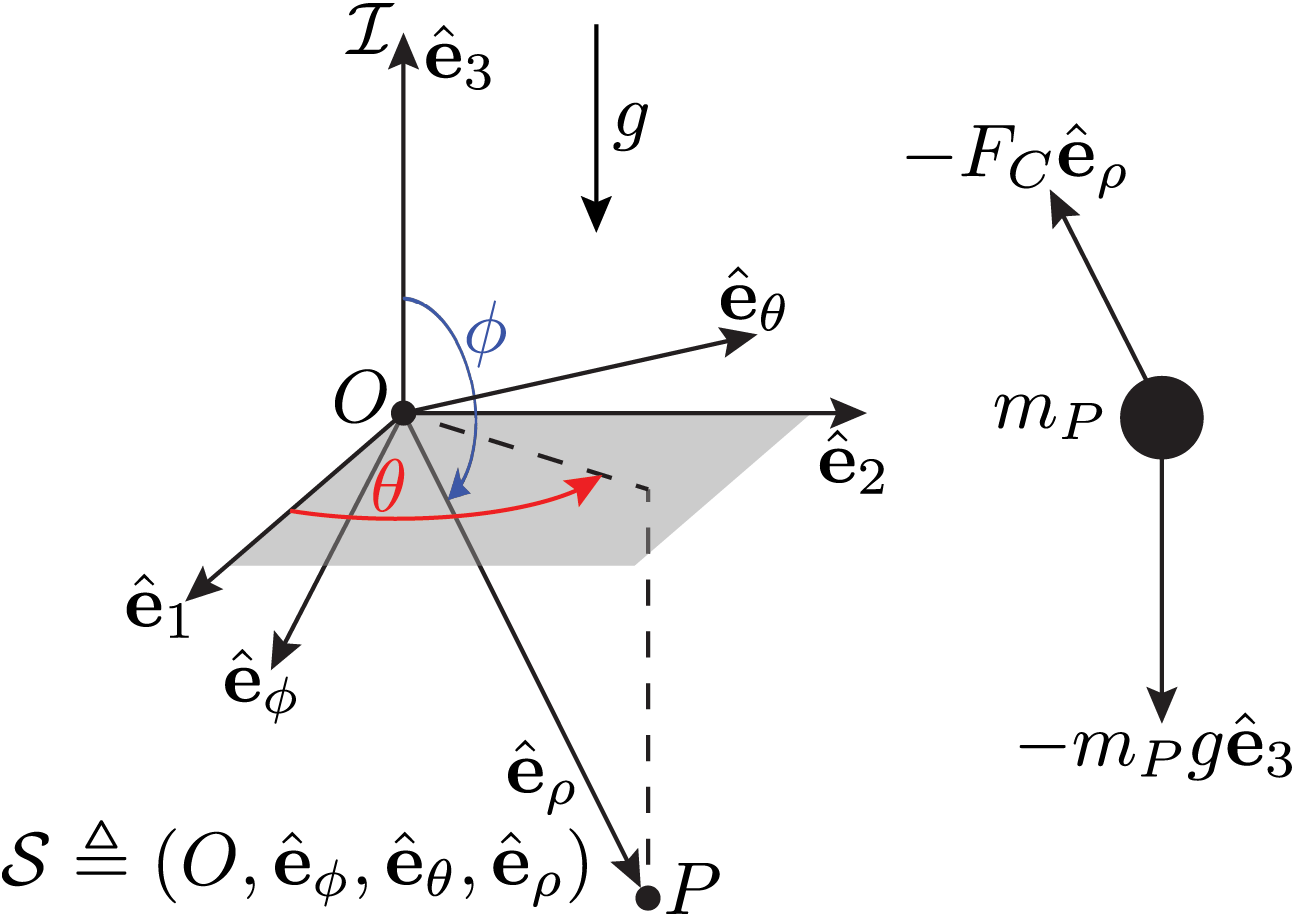 𝓘
ê₃
g
−F_C ê_ρ
ê_θ
ϕ
O
m_P
θ
ê₂
ê₁
ê_ϕ
−m_P g ê₃
ê_ρ
𝓢 ≜ (O, ê_ϕ, ê_θ, ê_ρ)
P